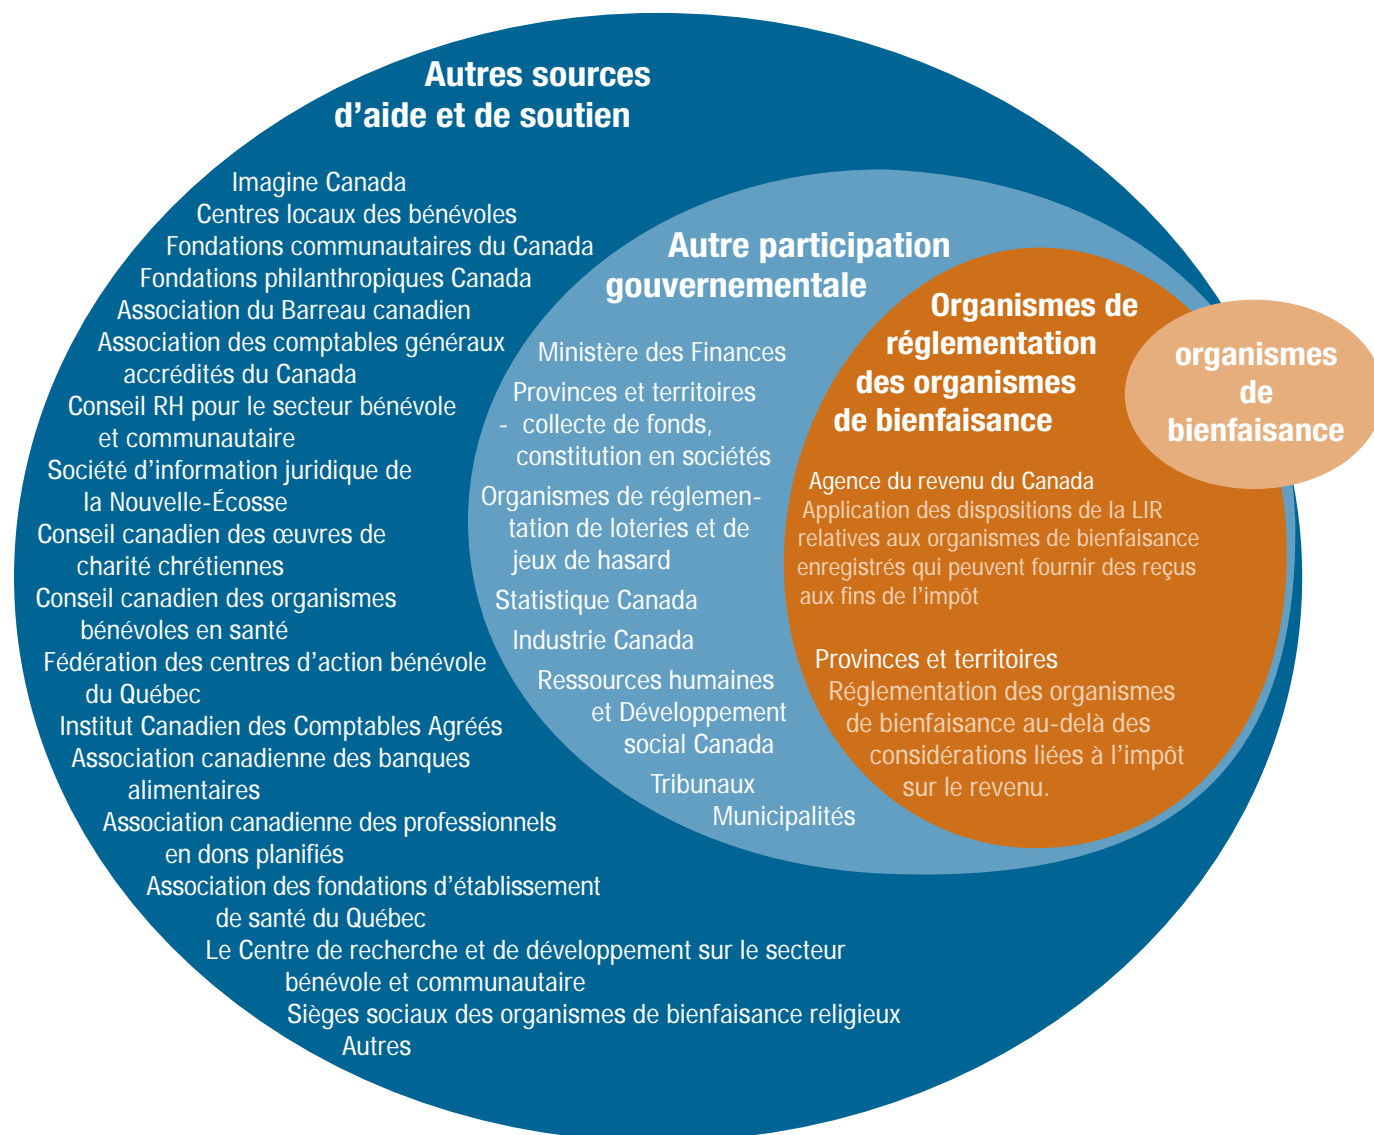 Autres sources
d’aide et de soutien
Imagine Canada
Centres locaux des bénévoles
Fondations communautaires du Canada
Fondations philanthropiques Canada
Association du Barreau canadien
Association des comptables généraux
accrédités du Canada
Conseil RH pour le secteur bénévole
et communautaire
Société d’information juridique de
la Nouvelle-Écosse
Conseil canadien des œuvres de
charité chrétiennes
Conseil canadien des organismes
bénévoles en santé
Fédération des centres d’action bénévole
du Québec
Institut Canadien des Comptables Agréés
Association canadienne des banques
alimentaires
Association canadienne des professionnels
en dons planifiés
Association des fondations d’établissement
de santé du Québec
Le Centre de recherche et de développement sur le secteur
bénévole et communautaire
Sièges sociaux des organismes de bienfaisance religieux
Autres
Autre participation
gouvernementale
Ministère des Finances
Provinces et territoires
- collecte de fonds,
constitution en sociétés
Organismes de réglemen-
tation de loteries et de
jeux de hasard
Statistique Canada
Industrie Canada
Ressources humaines
et Développement
social Canada
Tribunaux
Municipalités
Organismes de
réglementation
des organismes
de bienfaisance
Agence du revenu du Canada
Application des dispositions de la LIR
relatives aux organismes de bienfaisance
enregistrés qui peuvent fournir des reçus
aux fins de l’impôt
Provinces et territoires
Réglementation des organismes
de bienfaisance au-delà des
considérations liées à l’impôt
sur le revenu.
organismes
de
bienfaisance